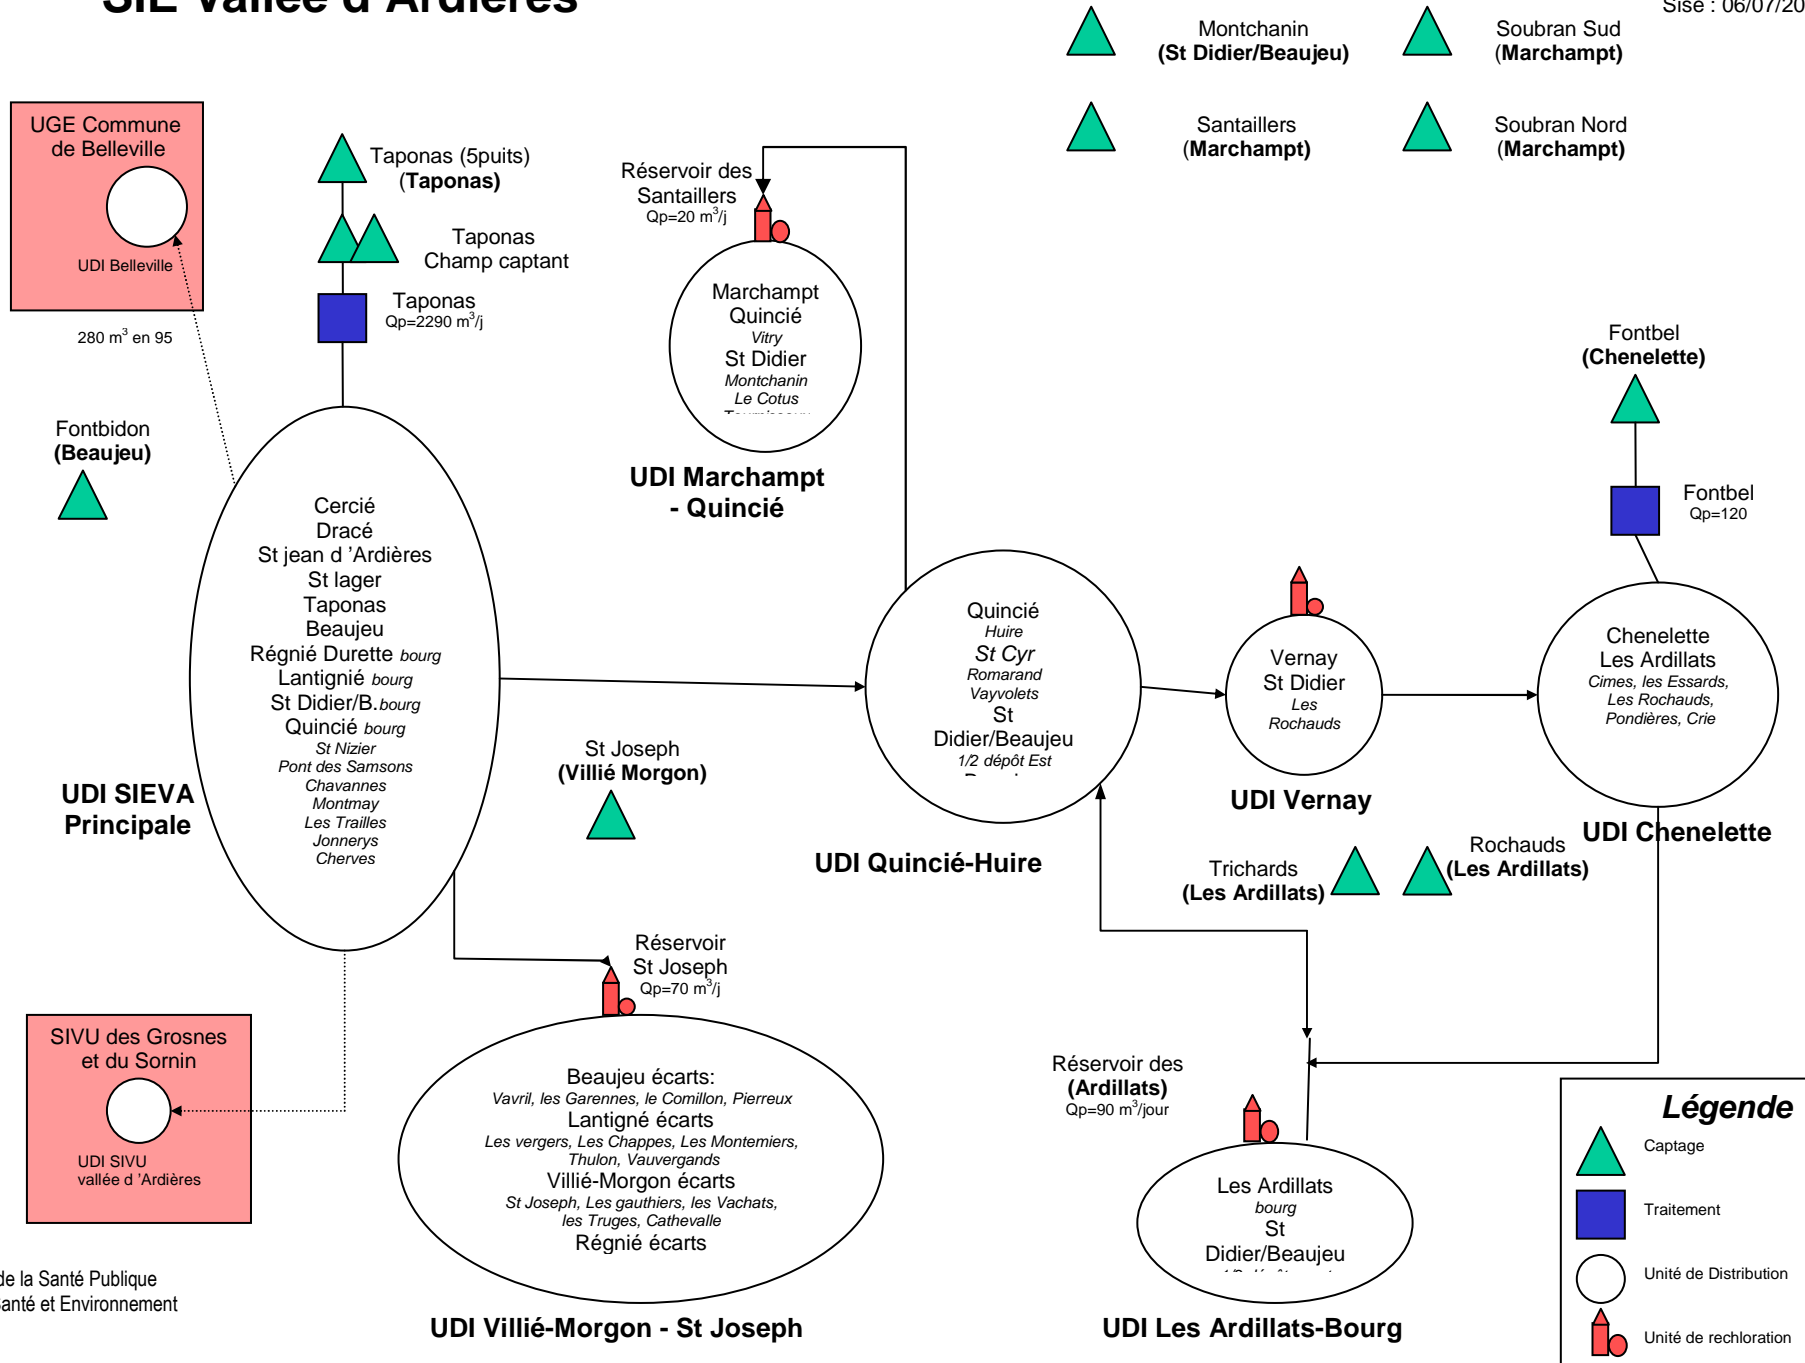 SIE Vallée d'Ardières
Sise : 06/07/20
Montchanin
(St Didier/Beaujeu)
Soubran Sud
(Marchampt)
Santaillers
(Marchampt)
Soubran Nord
(Marchampt)
UGE Commune
de Belleville
UDI Belleville
280 m³ en 95
Taponas (5puits)
(Taponas)
Taponas
Champ captant
Taponas
Qp=2290 m³/j
Réservoir des
Santaillers
Qp=20 m³/j
Marchampt
Quincié
Vitry
St Didier
Montchanin
Le Cotus
UDI Marchampt
- Quincié
Fontbel
(Chenelette)
Fontbel
Qp=120
Fontbidon
(Beaujeu)
Cercié
Dracé
St jean d 'Ardières
St lager
Taponas
Beaujeu
Régnié Durette bourg
Lantignié bourg
St Didier/B.bourg
Quincié bourg
St Nizier
Pont des Samsons
Chavannes
Montmay
Les Trailles
Jonnerys
Cherves
UDI SIEVA
Principale
St Joseph
(Villié Morgon)
Quincié
Huire
St Cyr
Romarand
Vayvolets
St
Didier/Beaujeu
1/2 dépôt Est
UDI Quincié-Huire
Vernay
St Didier
Les
Rochauds
UDI Vernay
Chenelette
Les Ardillats
Cimes, les Essards,
Les Rochauds,
Pondières, Crie
UDI Chenelette
Trichards
(Les Ardillats)
Rochauds
(Les Ardillats)
Réservoir
St Joseph
Qp=70 m³/j
SIVU des Grosnes
et du Sornin
UDI SIVU
vallée d 'Ardières
Beaujeu écarts:
Vavril, les Garennes, le Comillon, Pierreux
Lantigné écarts
Les vergers, Les Chappes, Les Montemiers,
Thulon, Vauvergands
Villié-Morgon écarts
St Joseph, Les gauthiers, les Vachats,
les Truges, Cathevalle
Régnié écarts
UDI Villié-Morgon - St Joseph
Réservoir des
(Ardillats)
Qp=90 m³/jour
Les Ardillats
bourg
St
Didier/Beaujeu
UDI Les Ardillats-Bourg
Légende
Captage
Traitement
Unité de Distribution
Unité de rechloration
de la Santé Publique
Santé et Environnement